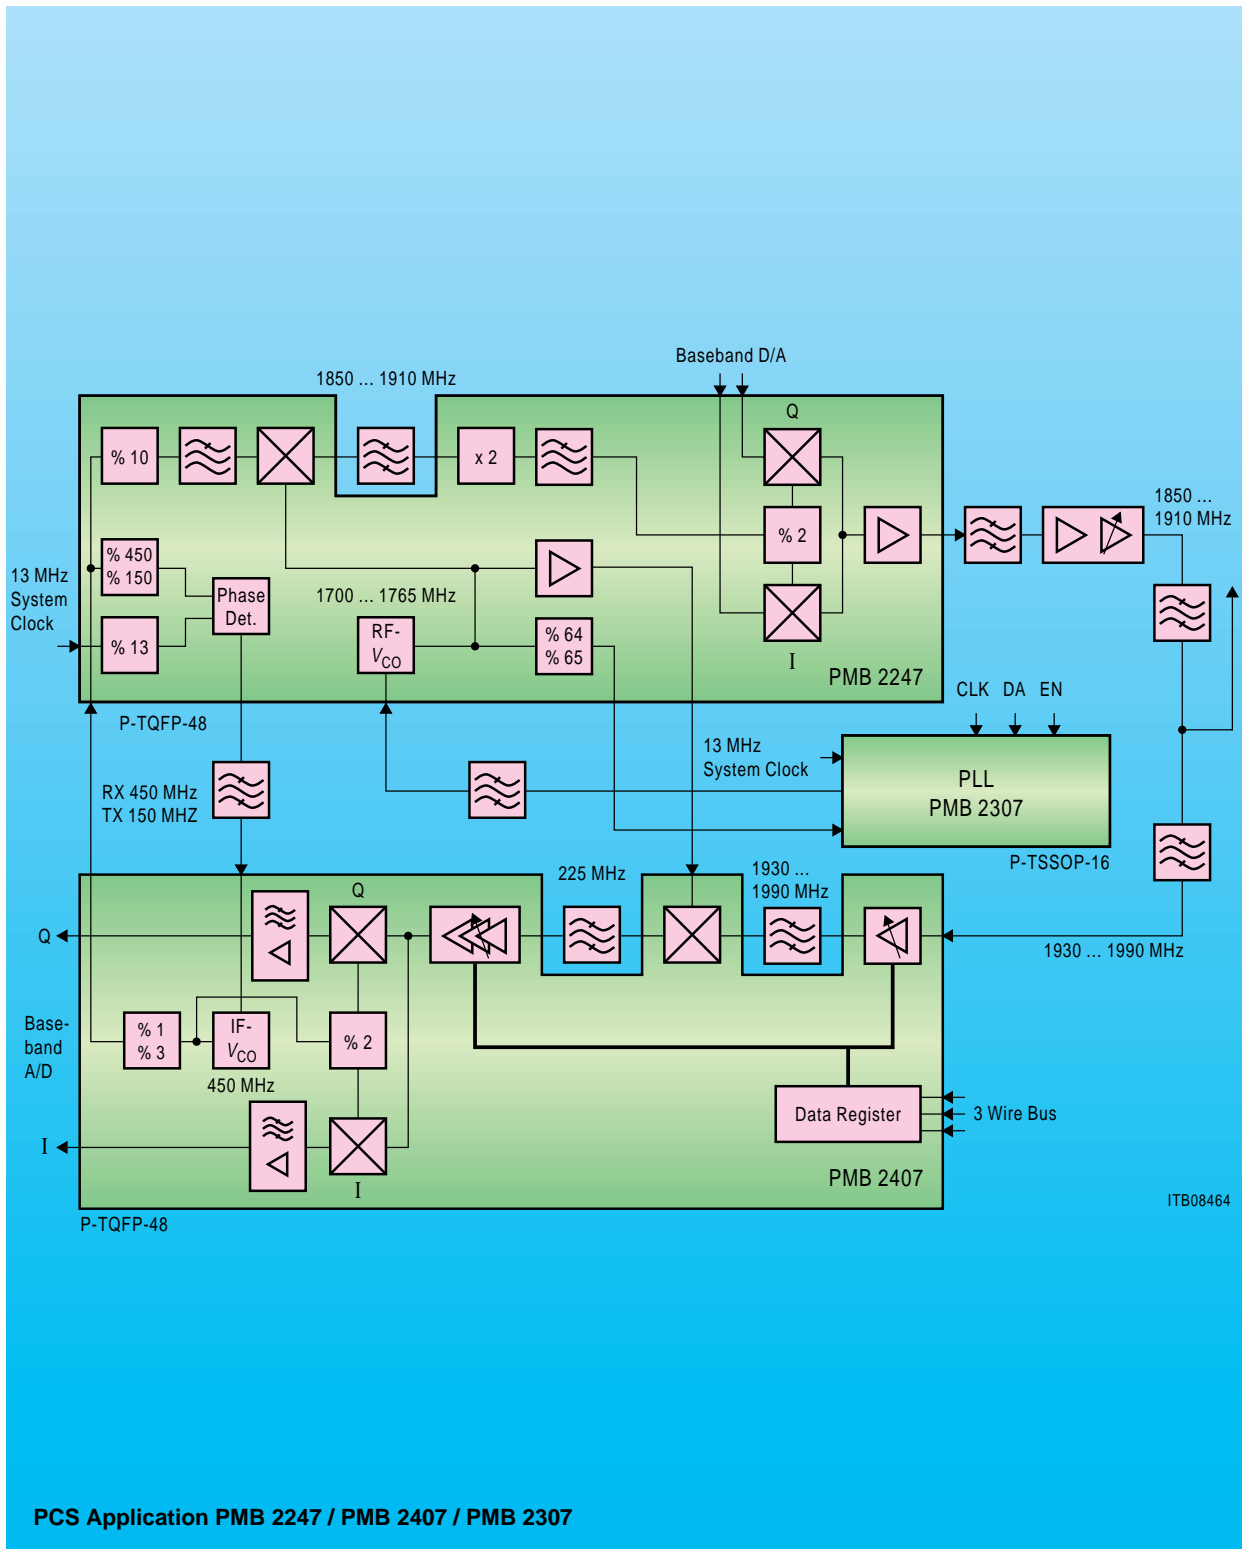 Baseband D/A
1850 ... 1910 MHz
Q
% 10
x 2
1850 ...
1910 MHz
% 2
% 450
% 150
13 MHz
System
Clock
Phase
Det.
1700 ... 1765 MHz
% 13
RF-
VCO
% 64
% 65
I
PMB 2247
P-TQFP-48
CLK DA EN
13 MHz
System Clock
PLL
PMB 2307
RX 450 MHz
TX 150 MHZ
P-TSSOP-16
225 MHz
1930 ...
1990 MHz
Q
Q
1930 ... 1990 MHz
Base-
band
A/D
% 1
% 3
IF-
VCO
% 2
450 MHz
Data Register
3 Wire Bus
I
I
PMB 2407
P-TQFP-48
ITB08464
PCS Application PMB 2247 / PMB 2407 / PMB 2307